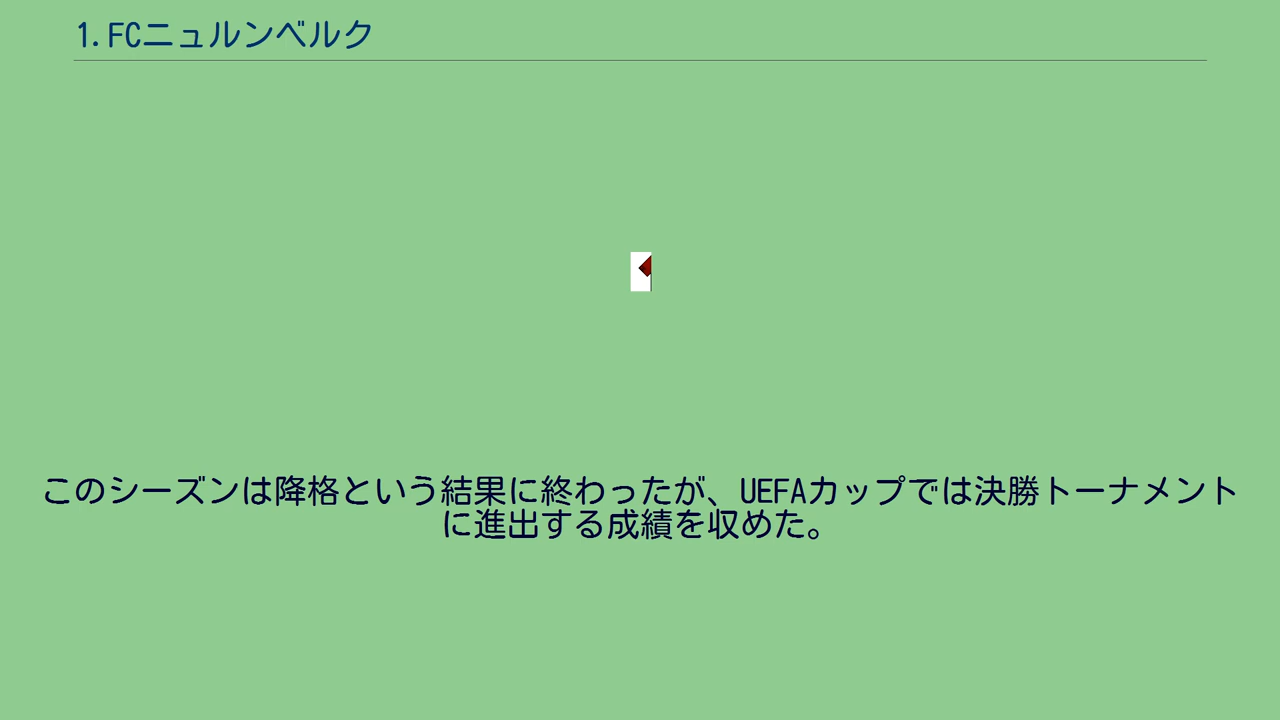 1.FCニュルンベルク
このシーズンは降格という結果に終わったが、UEFAカップでは決勝トーナメント
に進出する成績を収めた。